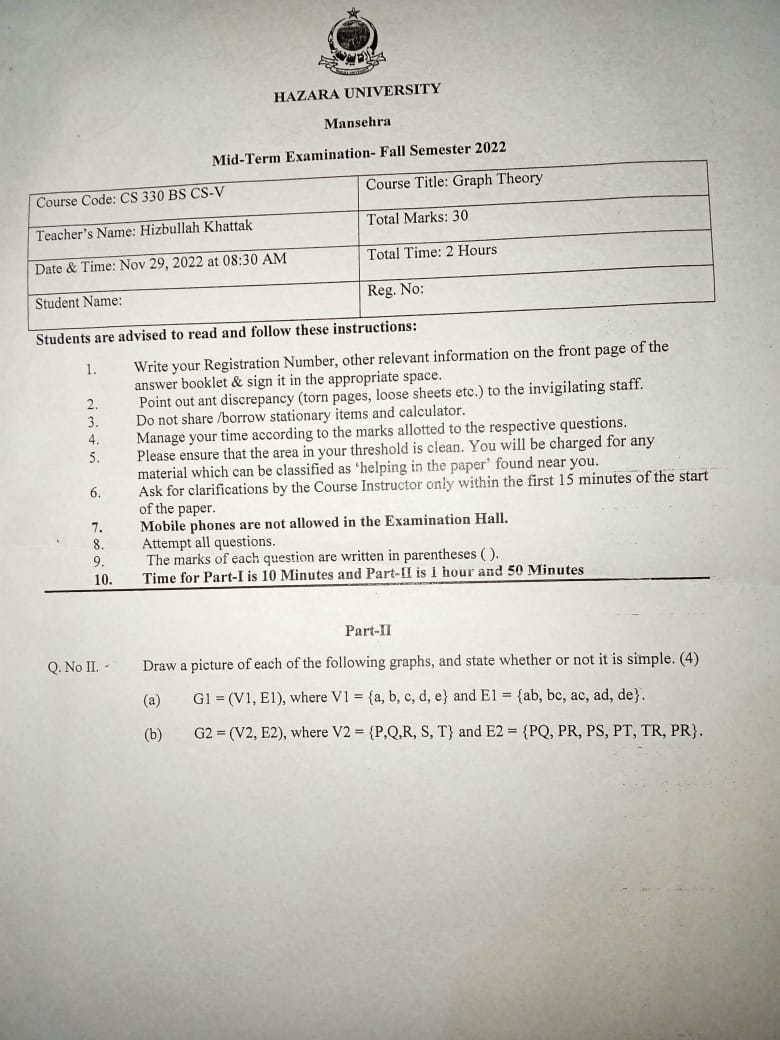 HAZARA UNIVERSITY
Mansehra
Mid-Term Examination- Fall Semester 2022
Course Code: CS 330 BS CS-V
Course Title: Graph Theory
Teacher's Name: Hizbullah Khattak
Total Marks: 30
Date & Time: Nov 29, 2022 at 08:30 AM
Total Time: 2 Hours
Student Name:
Reg. No:
Students are advised to read and follow these instructions:
1. Write your Registration Number, other relevant information on the front page of the
answer booklet & sign it in the appropriate space.
2. Point out ant discrepancy (torn pages, loose sheets etc.) to the invigilating staff.
3. Do not share /borrow stationary items and calculator.
4. Manage your time according to the marks allotted to the respective questions.
5. Please ensure that the area in your threshold is clean. You will be charged for any
material which can be classified as 'helping in the paper' found near you.
6. Ask for clarifications by the Course Instructor only within the first 15 minutes of the start
of the paper.
7. Mobile phones are not allowed in the Examination Hall.
8. Attempt all questions.
9. The marks of each question are written in parentheses ( ).
10. Time for Part-I is 10 Minutes and Part-II is 1 hour and 50 Minutes
Part-II
Q. No II. - Draw a picture of each of the following graphs, and state whether or not it is simple. (4)
(a) G1 = (V1, E1), where V1 = {a, b, c, d, e} and E1 = {ab, bc, ac, ad, de}.
(b) G2 = (V2, E2), where V2 = {P,Q,R, S, T} and E2 = {PQ, PR, PS, PT, TR, PR}.